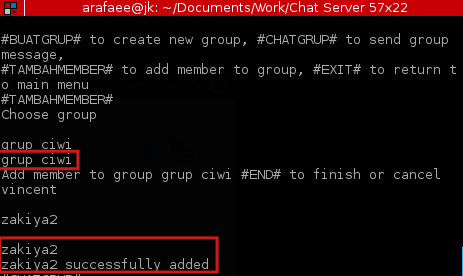 arafaee@jk: ~/Documents/Work/Chat Server 57x22
#BUATGRUP# to create new group, #CHATGRUP# to send group
message,
#TAMBAHMEMBER# to add member to group, #EXIT# to return t
o main menu
#TAMBAHMEMBER#
Choose group
grup ciwi
grup ciwi
Add member to group grup ciwi #END# to finish or cancel
vincent
zakiya2
zakiya2
zakiya2 successfully added